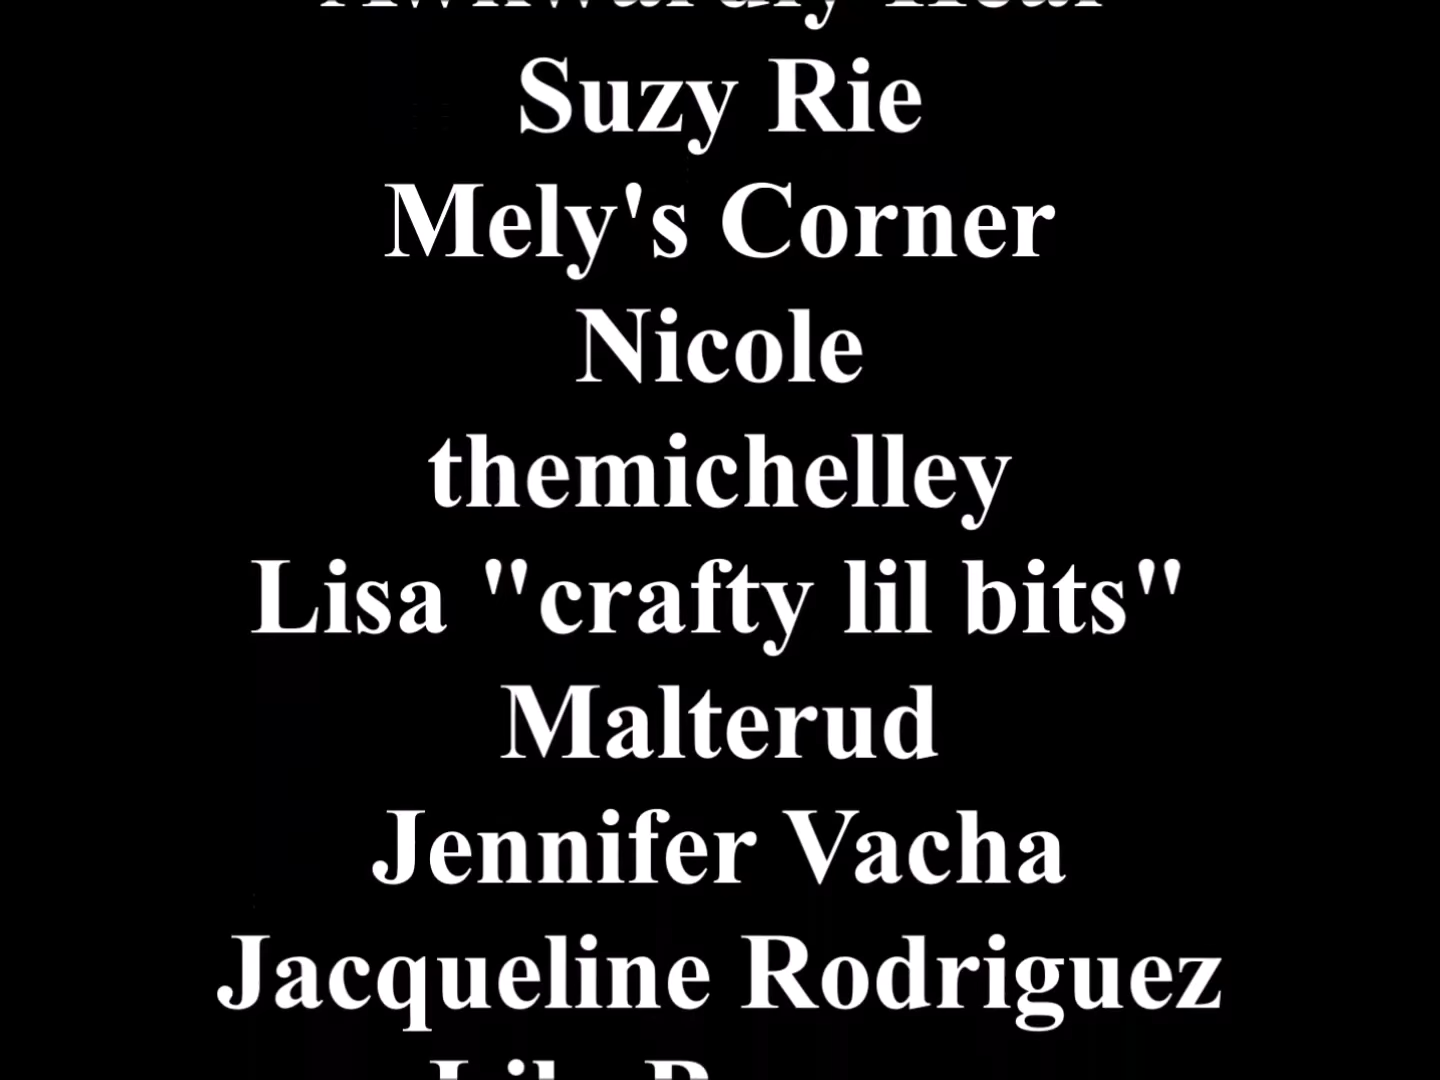 Suzy Rie
Mely's Corner
Nicole
themichelley
Lisa "crafty lil bits"
Malterud
Jennifer Vacha
Jacqueline Rodriguez